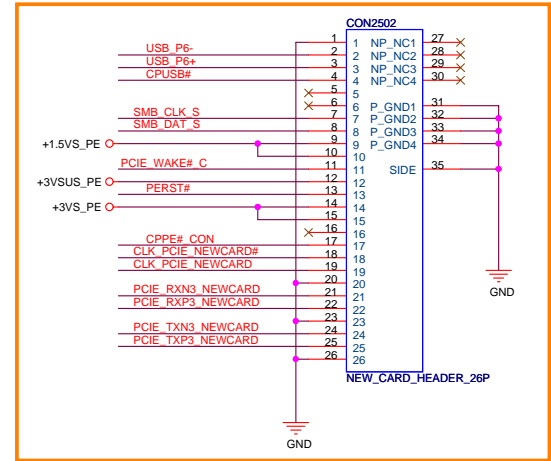 CON2502
1 1 NP_NC1 27
USB_P6- 2 2 NP_NC2 28
USB_P6+ 3 3 NP_NC3 29
CPUSB# 4 4 NP_NC4 30
5 5
6 6 P_GND1 31
SMB_CLK_S 7 7 P_GND2 32
SMB_DAT_S 8 8 P_GND3 33
+1.5VS_PE 9 9 P_GND4 34
10 10
PCIE_WAKE#_C 11 11 SIDE 35
+3VSUS_PE 12 12
PERST# 13 13
+3VS_PE 14 14
15 15
16 16
CPPE#_CON 17 17
CLK_PCIE_NEWCARD# 18 18
CLK_PCIE_NEWCARD 19 19
20 20
PCIE_RXN3_NEWCARD 21 21
PCIE_RXP3_NEWCARD 22 22
23 23
PCIE_TXN3_NEWCARD 24 24
PCIE_TXP3_NEWCARD 25 25
26 26
NEW_CARD_HEADER_26P
GND
GND